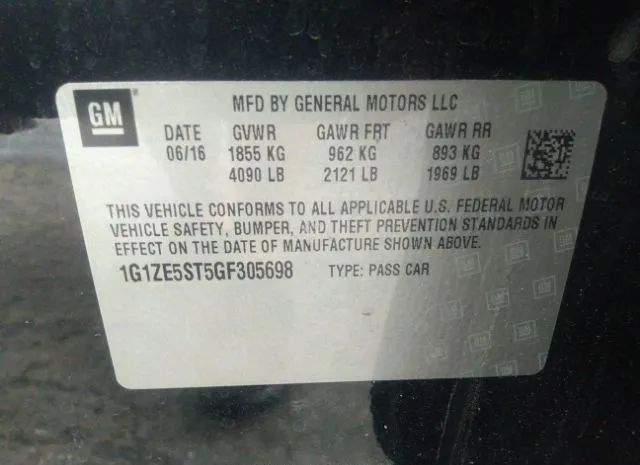 GM
MFD BY GENERAL MOTORS LLC
DATE GVWR GAWR FRT GAWR RR
06/16 1855 KG 962 KG 893 KG
4090 LB 2121 LB 1969 LB
THIS VEHICLE CONFORMS TO ALL APPLICABLE U.S. FEDERAL MOTOR
VEHICLE SAFETY, BUMPER, AND THEFT PREVENTION STANDARDS IN
EFFECT ON THE DATE OF MANUFACTURE SHOWN ABOVE.
1G1ZE5ST5GF305698 TYPE: PASS CAR